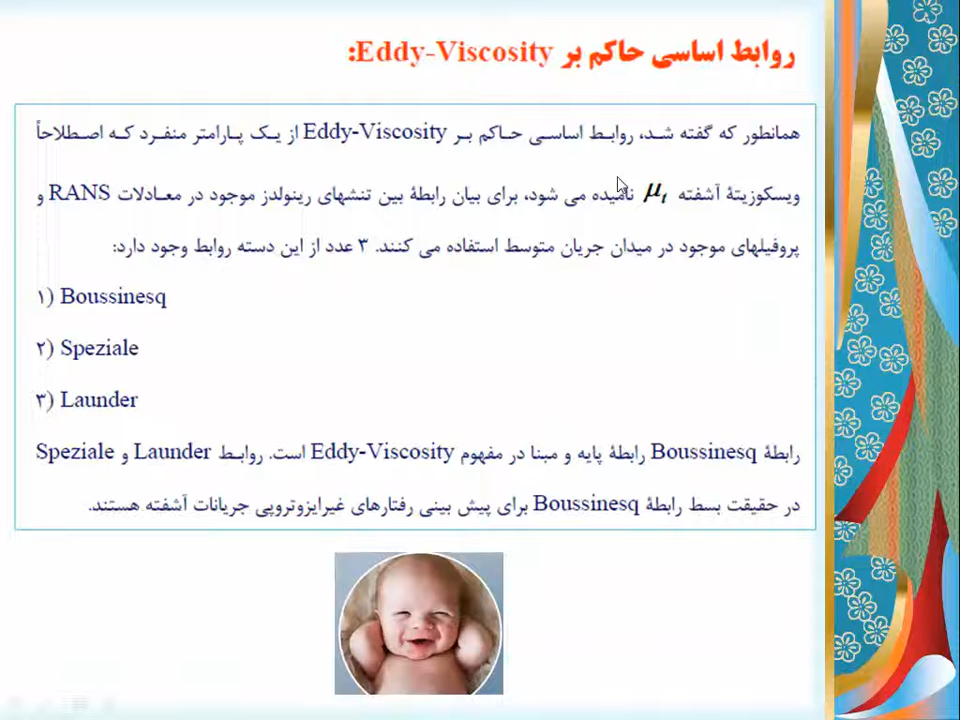 روابط اساسی حاکم بر Eddy-Viscosity:
همانطور که گفته شد، روابط اساسی حاکم بر Eddy-Viscosity از یک پارامتر منفرد که اصطلاحاً
ویسکوزیتهٔ آشفته μt نامیده می شود، برای بیان رابطهٔ بین تنشهای رینولدز موجود در معادلات RANS و
پروفیلهای موجود در میدان جریان متوسط استفاده می کنند. ۳ عدد از این دسته روابط وجود دارد:
۱) Boussinesq
۲) Speziale
۳) Launder
رابطهٔ Boussinesq رابطهٔ پایه و مبنا در مفهوم Eddy-Viscosity است. روابط Launder و Speziale
در حقیقت بسط رابطهٔ Boussinesq برای پیش بینی رفتارهای غیرایزوتروپی جریانات آشفته هستند.